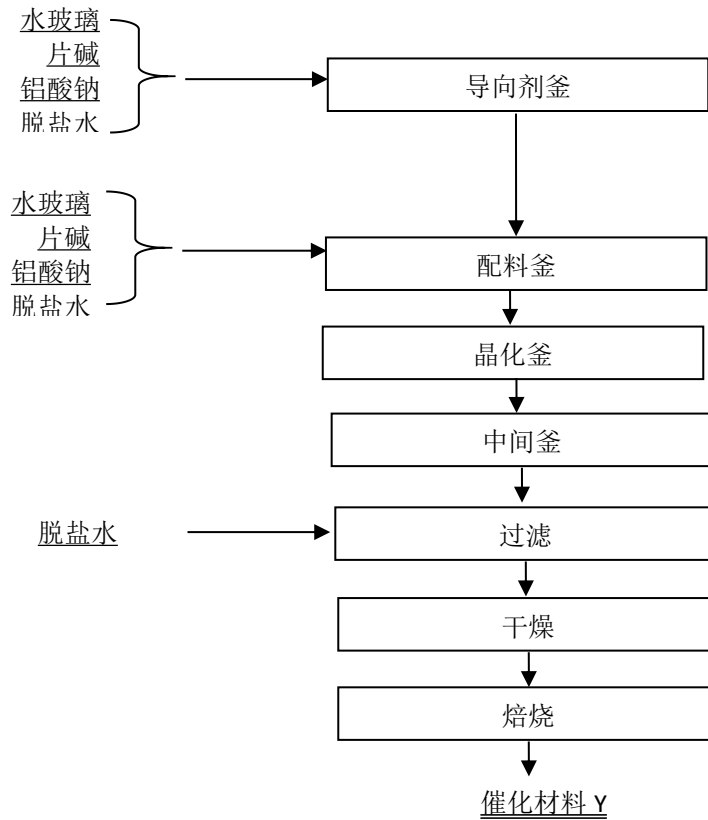 水玻璃
片碱
铝酸钠
脱盐水
导向剂釜
水玻璃
片碱
铝酸钠
脱盐水
配料釜
晶化釜
中间釜
脱盐水
过滤
干燥
焙烧
催化材料 Y